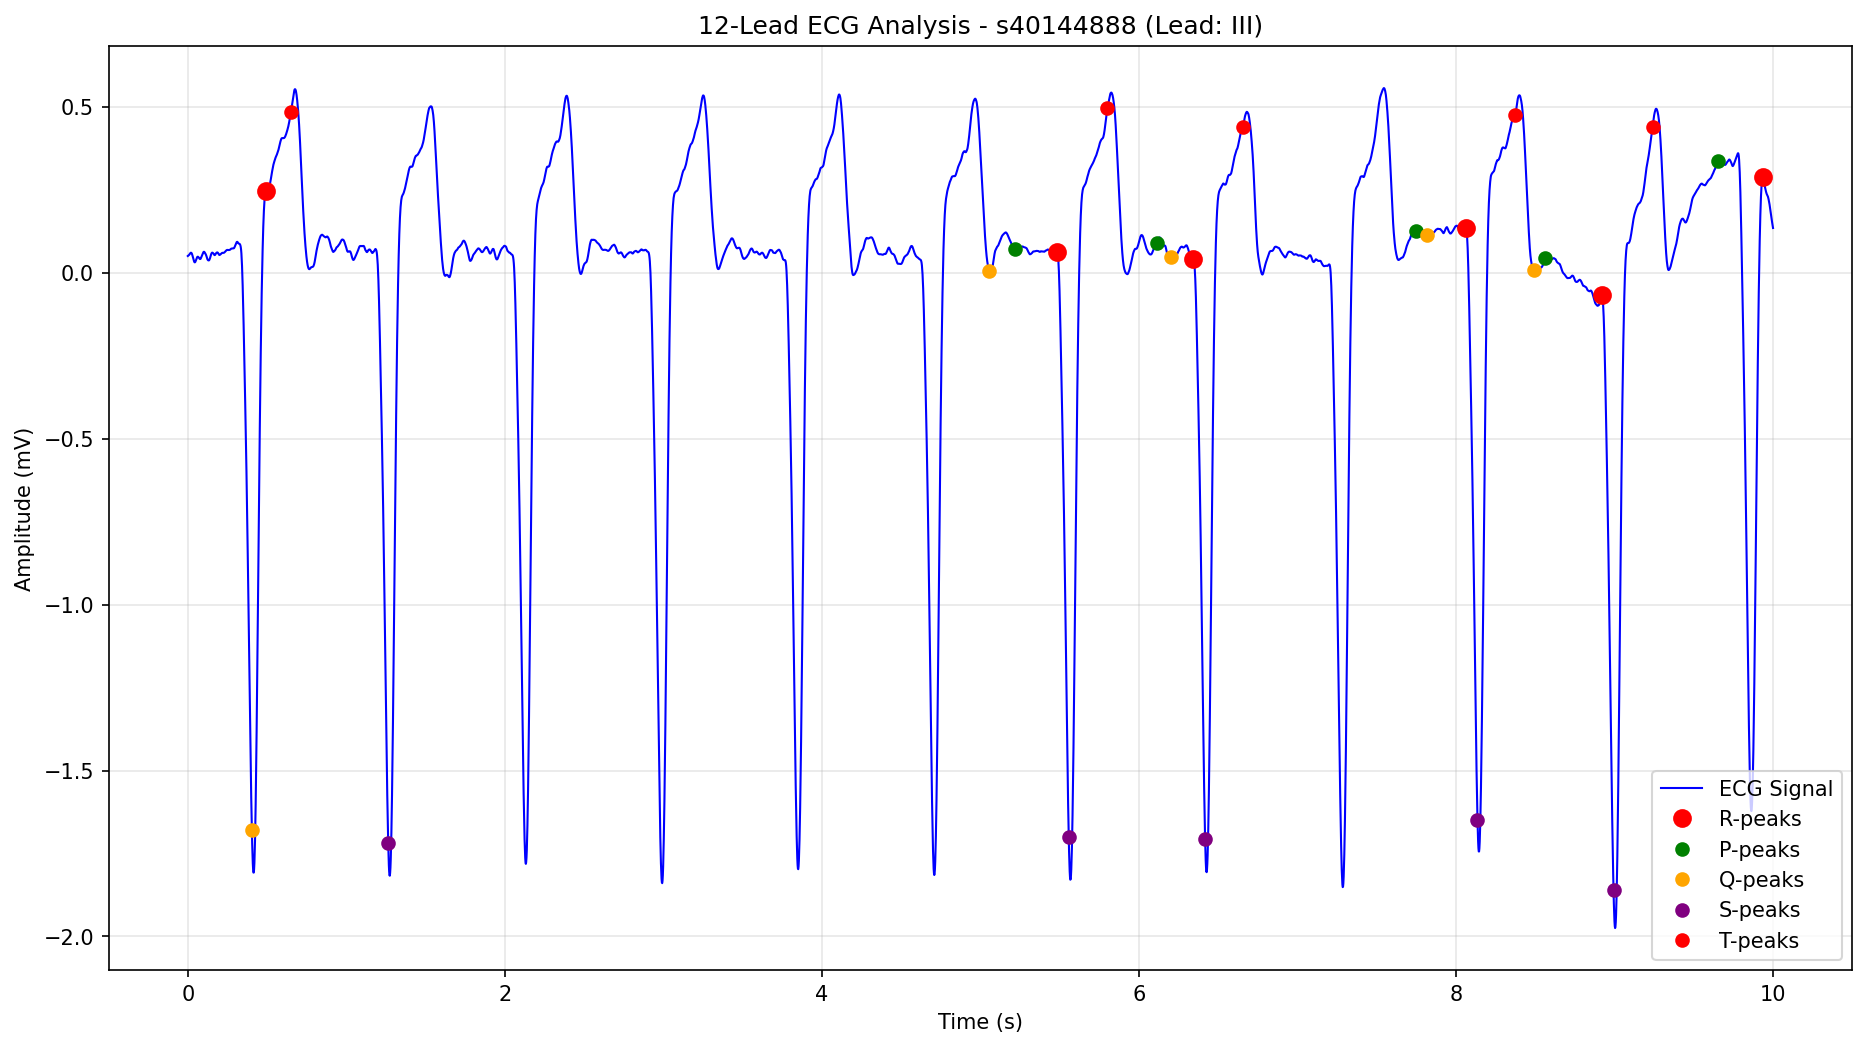 12-Lead ECG Analysis - s40144888 (Lead: III)
Amplitude (mV)
0.5
0.0
−0.5
−1.0
−1.5
−2.0
ECG Signal
R-peaks
P-peaks
Q-peaks
S-peaks
T-peaks
0 2 4 6 8 10
Time (s)